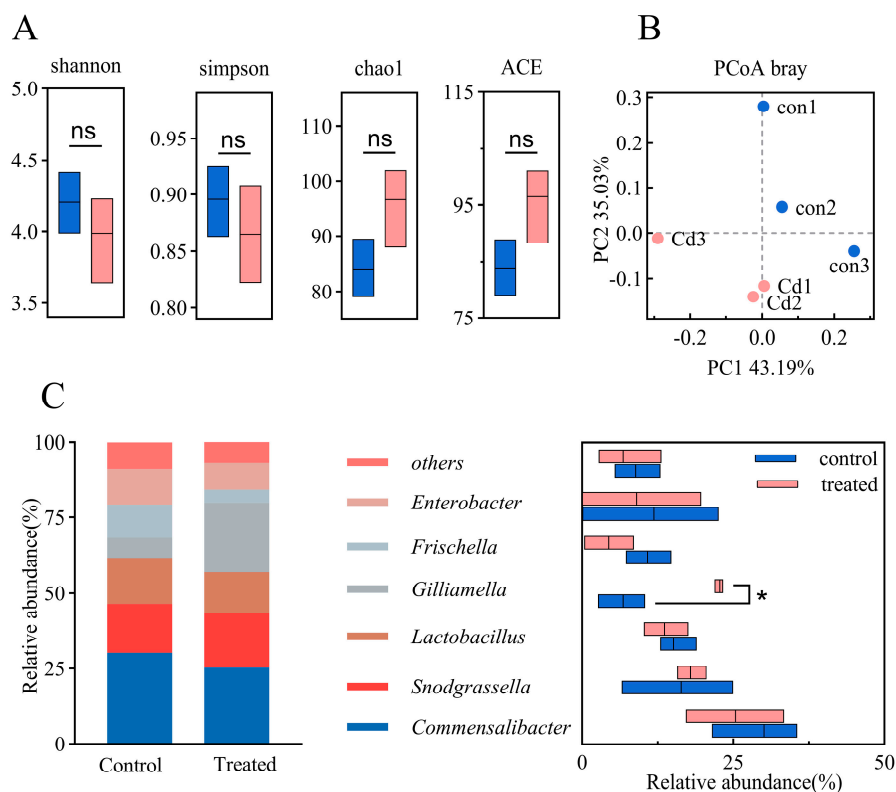 A
B
shannon
simpson
chao1
ACE
PCoA bray
5.0
4.5
4.0
3.5
ns
0.95
0.90
0.85
0.80
ns
110
100
90
80
ns
115
95
75
ns
PC2 35.03%
0.3
0.2
0.1
0.0
-0.1
con1
con2
con3
Cd3
Cd1
Cd2
-0.2
0.0
0.2
PC1 43.19%
C
Relative abundance(%)
100
75
50
25
0
Control
Treated
others
Enterobacter
Frischella
Gilliamella
Lactobacillus
Snodgrassella
Commensalibacter
control
treated
*
0
25
50
Relative abundance(%)